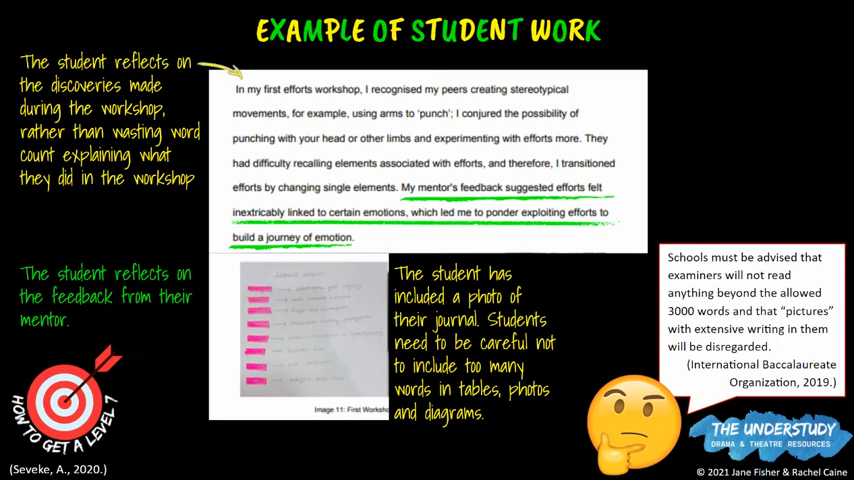 EXAMPLE OF STUDENT WORK
The student reflects on
the discoveries made
during the workshop,
rather than wasting word
count explaining what
they did in the workshop
In my first efforts workshop, I recognised my peers creating stereotypical
movements, for example, using arms to ‘punch’; I conjured the possibility of
punching with your head or other limbs and experimenting with efforts more. They
had difficulty recalling elements associated with efforts, and therefore, I transitioned
efforts by changing single elements. My mentor's feedback suggested efforts felt
inextricably linked to certain emotions, which led me to ponder exploiting efforts to
build a journey of emotion.
The student reflects on
the feedback from their
mentor.
The student has
included a photo of
their journal. Students
need to be careful not
to include too many
words in tables, photos
and diagrams.
Image 11: First
Schools must be advised that
examiners will not read
anything beyond the allowed
3000 words and that “pictures”
with extensive writing in them
will be disregarded.
(International Baccalaureate
Organization, 2019.)
HOW TO GET A LEVEL 7
(Seveke, A., 2020.)
THE UNDERSTUDY
DRAMA & THEATRE RESOURCES
© 2021 Jane Fisher & Rachel Caine